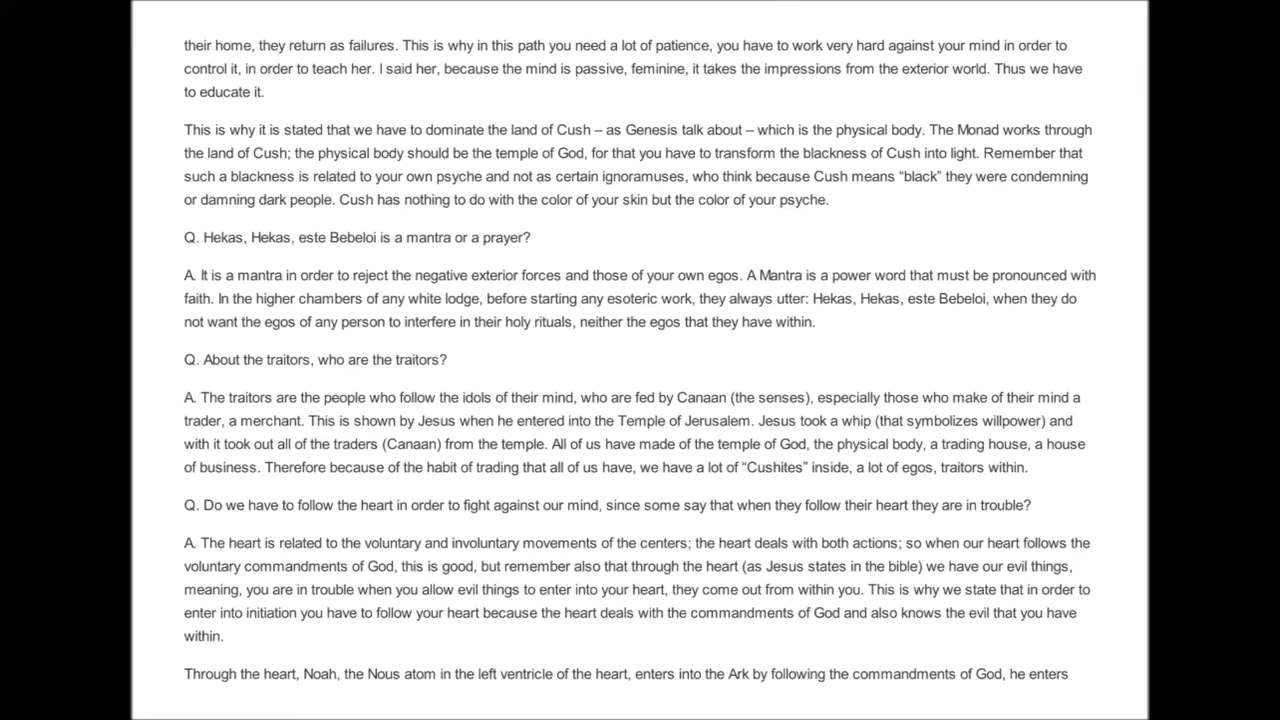 their home, they return as failures. This is why in this path you need a lot of patience, you have to work very hard against your mind in order to
control it, in order to teach her. I said her, because the mind is passive, feminine, it takes the impressions from the exterior world. Thus we have
to educate it.
This is why it is stated that we have to dominate the land of Cush – as Genesis talk about – which is the physical body. The Monad works through
the land of Cush; the physical body should be the temple of God, for that you have to transform the blackness of Cush into light. Remember that
such a blackness is related to your own psyche and not as certain ignoramuses, who think because Cush means “black” they were condemning
or damning dark people. Cush has nothing to do with the color of your skin but the color of your psyche.
Q. Hekas, Hekas, este Bebeloi is a mantra or a prayer?
A. It is a mantra in order to reject the negative exterior forces and those of your own egos. A Mantra is a power word that must be pronounced with
faith. In the higher chambers of any white lodge, before starting any esoteric work, they always utter: Hekas, Hekas, este Bebeloi, when they do
not want the egos of any person to interfere in their holy rituals, neither the egos that they have within.
Q. About the traitors, who are the traitors?
A. The traitors are the people who follow the idols of their mind, who are fed by Canaan (the senses), especially those who make of their mind a
trader, a merchant. This is shown by Jesus when he entered into the Temple of Jerusalem. Jesus took a whip (that symbolizes willpower) and
with it took out all of the traders (Canaan) from the temple. All of us have made of the temple of God, the physical body, a trading house, a house
of business. Therefore because of the habit of trading that all of us have, we have a lot of “Cushites” inside, a lot of egos, traitors within.
Q. Do we have to follow the heart in order to fight against our mind, since some say that when they follow their heart they are in trouble?
A. The heart is related to the voluntary and involuntary movements of the centers; the heart deals with both actions; so when our heart follows the
voluntary commandments of God, this is good, but remember also that through the heart (as Jesus states in the bible) we have our evil things,
meaning, you are in trouble when you allow evil things to enter into your heart, they come out from within you. This is why we state that in order to
enter into initiation you have to follow your heart because the heart deals with the commandments of God and also knows the evil that you have
within.
Through the heart, Noah, the Nous atom in the left ventricle of the heart, enters into the Ark by following the commandments of God, he enters